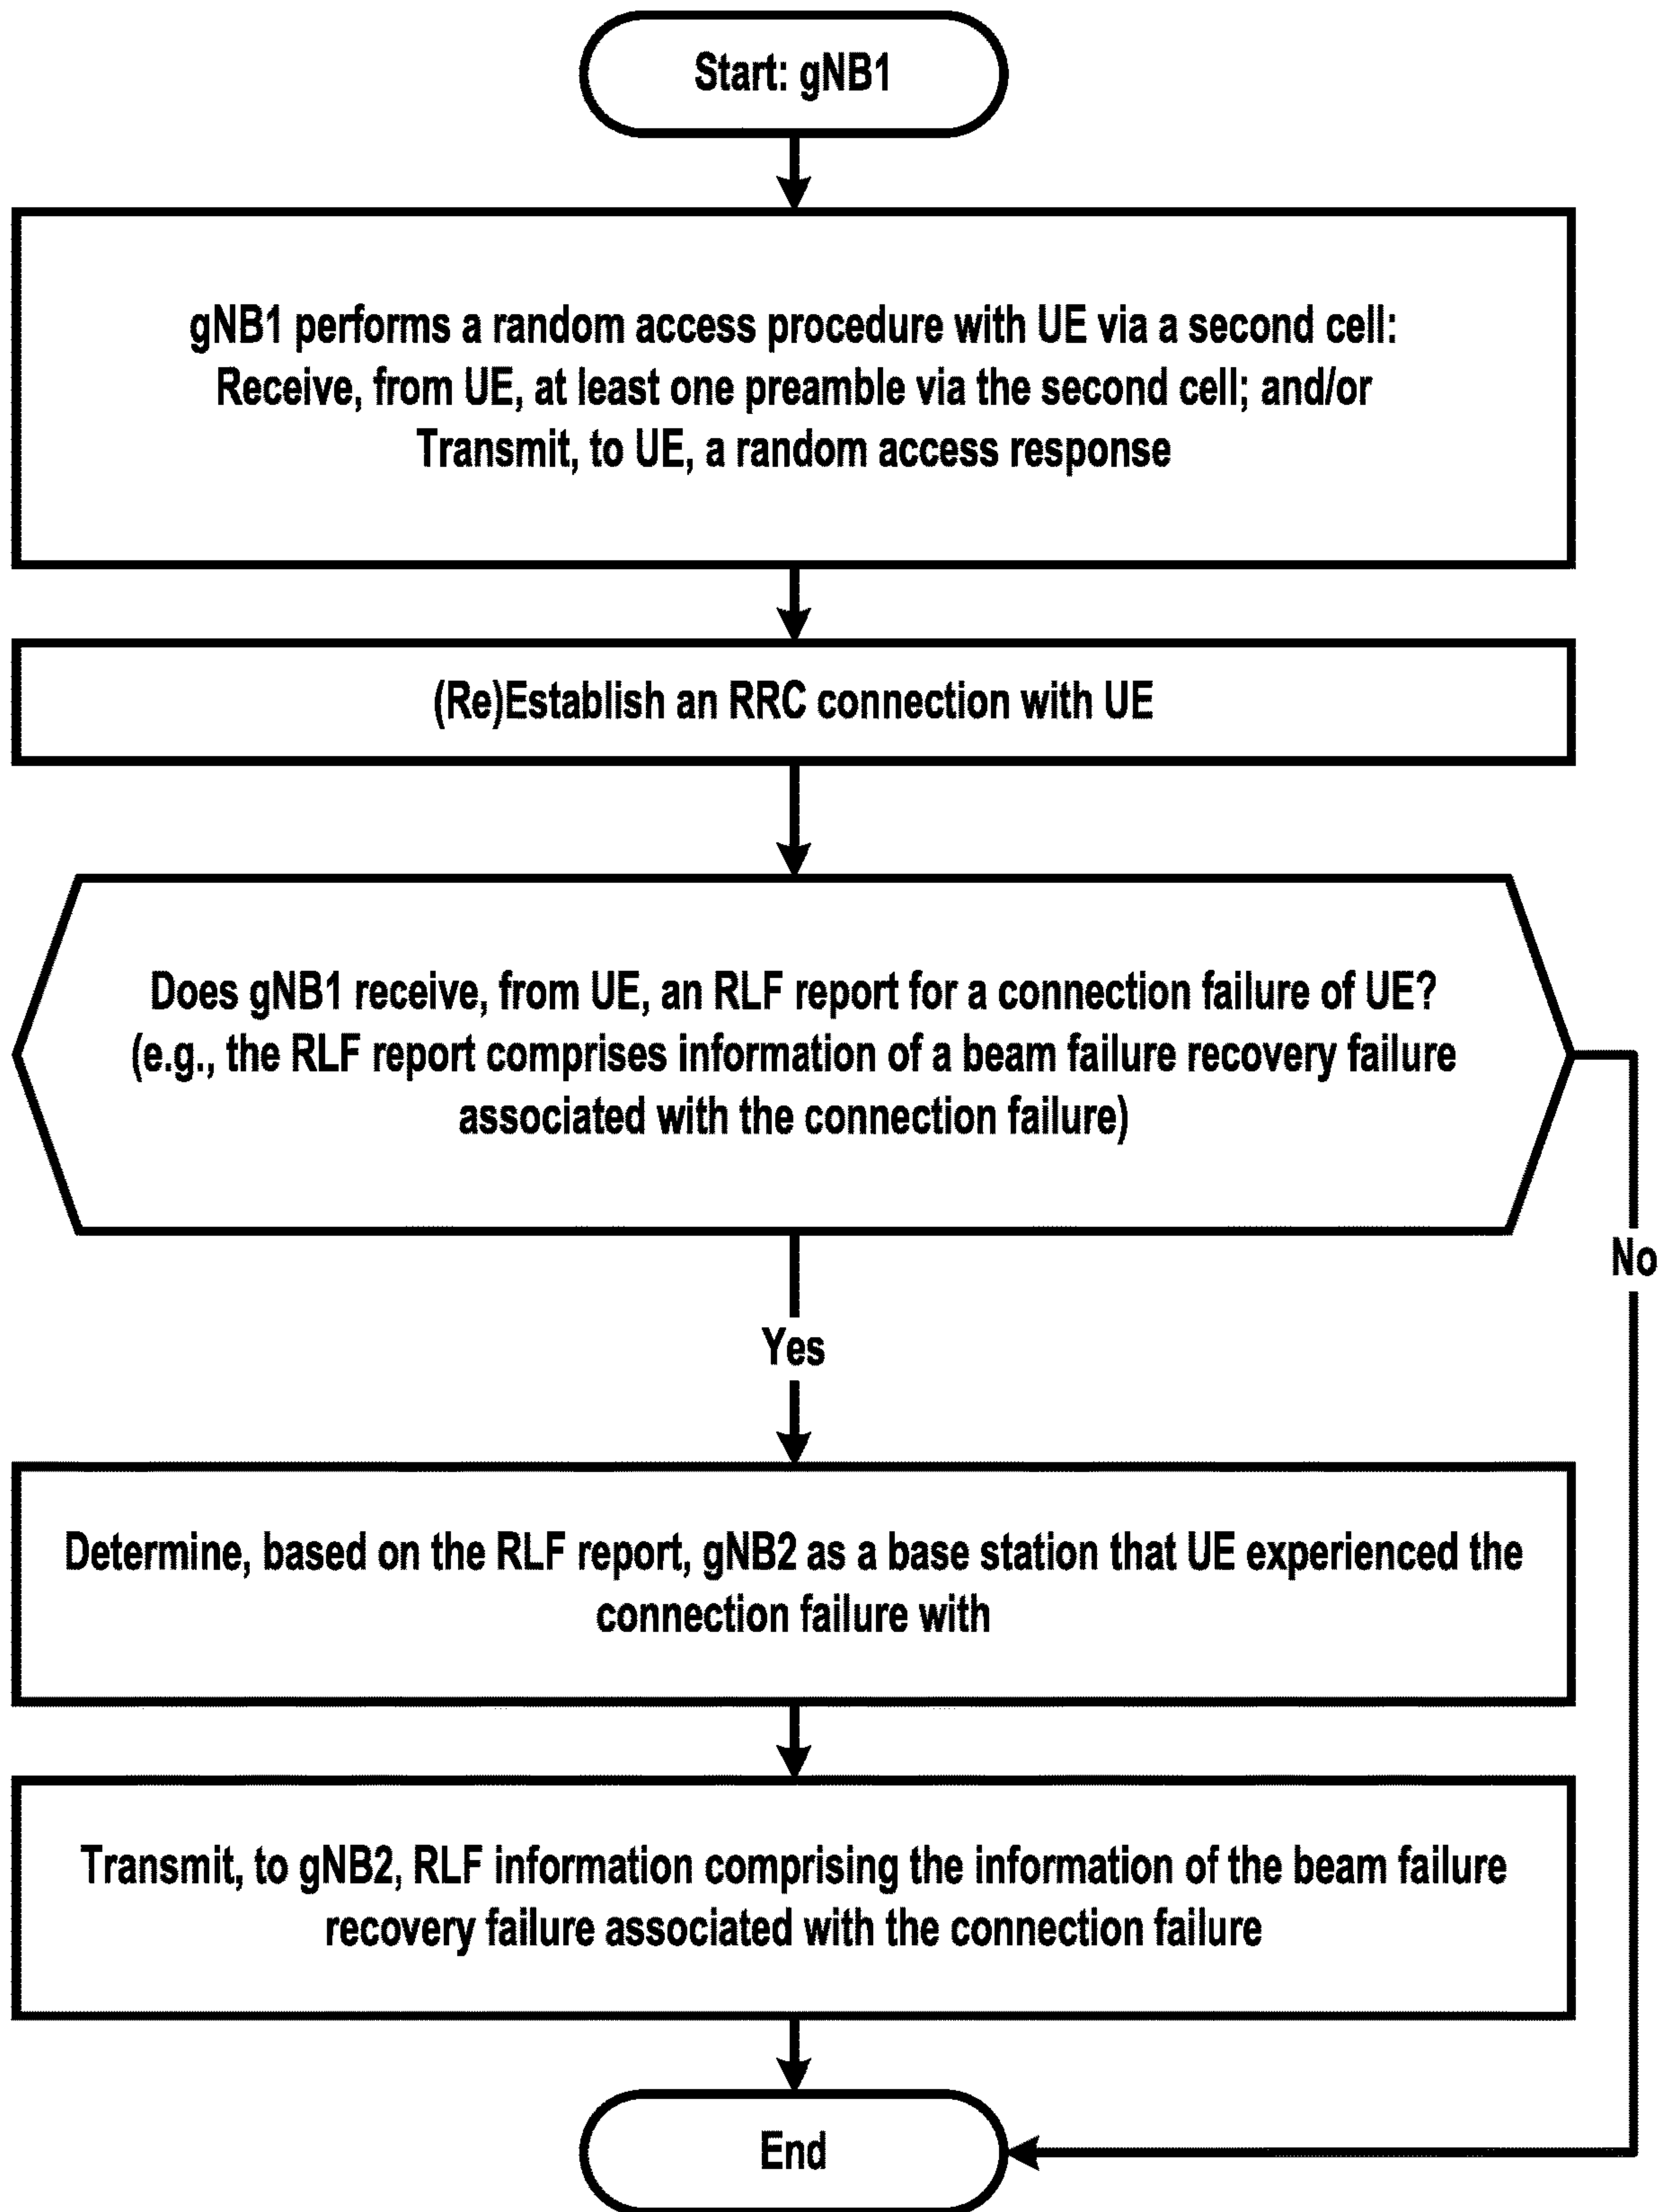 Start: gNB1
gNB1 performs a random access procedure with UE via a second cell:
Receive, from UE, at least one preamble via the second cell; and/or
Transmit, to UE, a random access response
(Re)Establish an RRC connection with UE
Does gNB1 receive, from UE, an RLF report for a connection failure of UE?
(e.g., the RLF report comprises information of a beam failure recovery failure
associated with the connection failure)
No
Yes
Determine, based on the RLF report, gNB2 as a base station that UE experienced the
connection failure with
Transmit, to gNB2, RLF information comprising the information of the beam failure
recovery failure associated with the connection failure
End